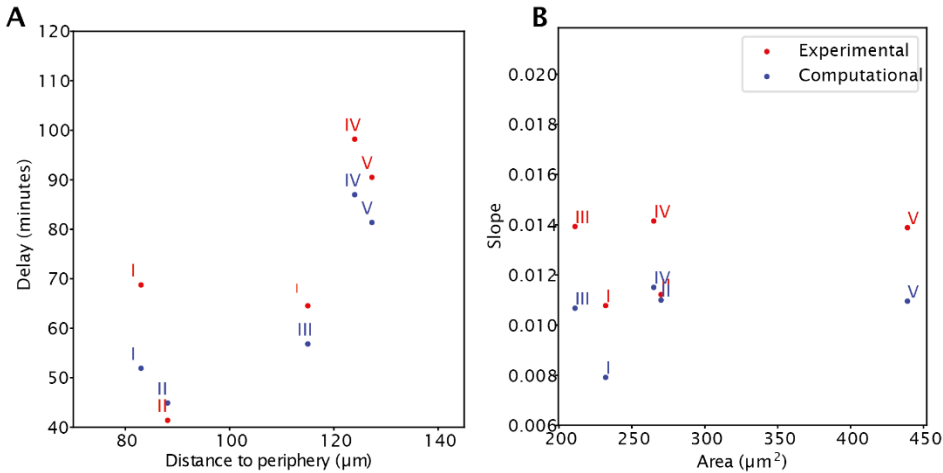 A
120
110
100
90
80
70
60
50
40
Delay (minutes)
IV
V
IV
V
I
I
III
I
II
II
80
100
120
140
Distance to periphery (µm)
B
Experimental
Computational
0.020
0.018
0.016
0.014
0.012
0.010
0.008
0.006
Slope
III
IV
V
IV
III
I
II
V
I
200
250
300
350
400
450
Area (µm²)